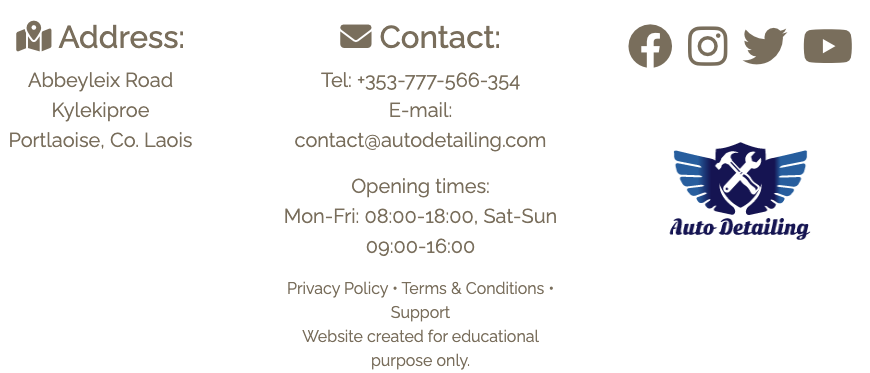 Address:
Abbeyleix Road
Kylekiproe
Portlaoise, Co. Laois
Contact:
Tel: +353-777-566-354
E-mail:
contact@autodetailing.com
Opening times:
Mon-Fri: 08:00-18:00, Sat-Sun
09:00-16:00
Privacy Policy • Terms & Conditions •
Support
Website created for educational
purpose only.
Auto Detailing